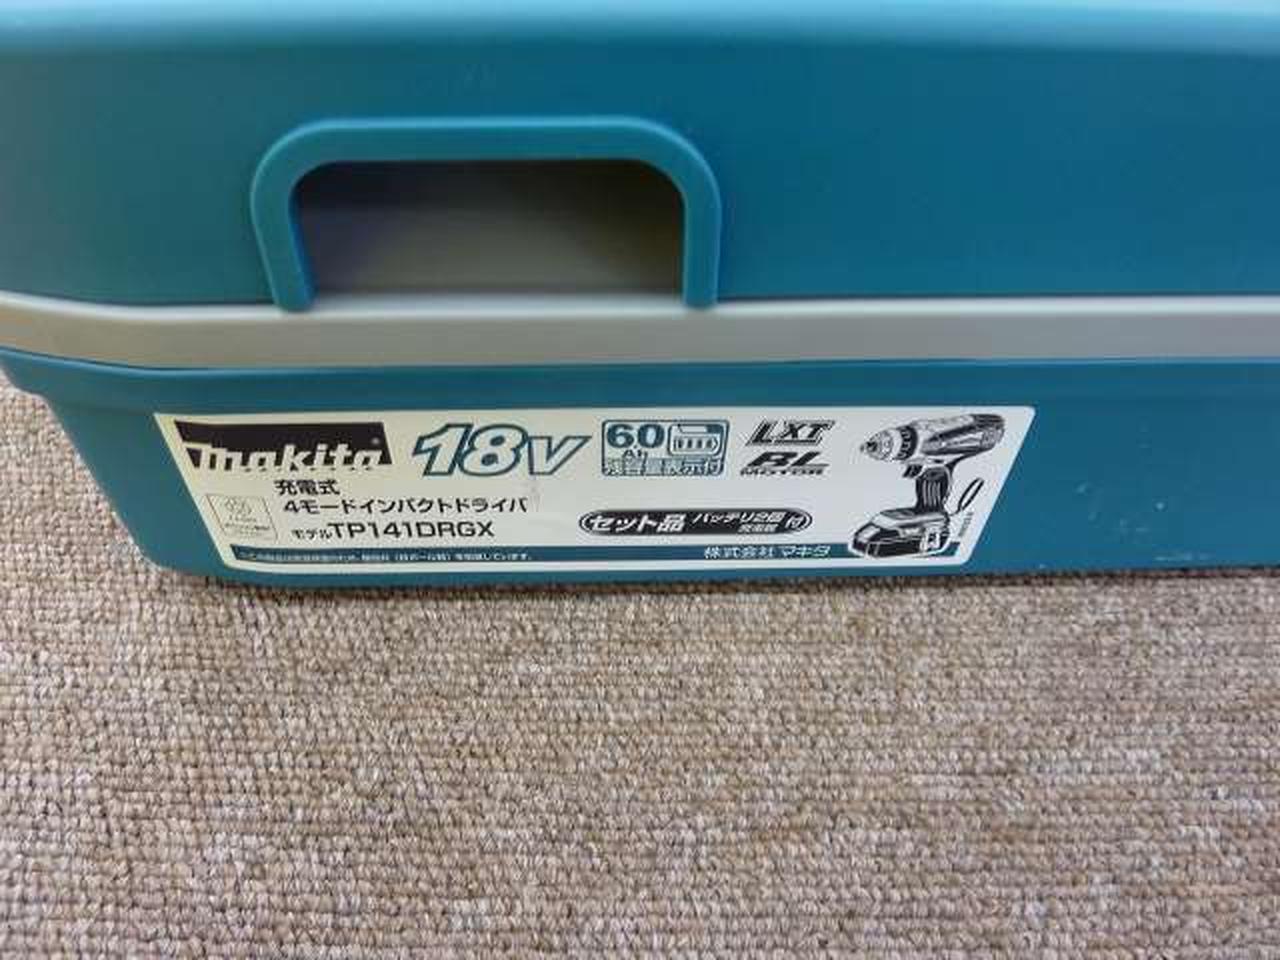 makita
18V
6.0
Ah
残容量表示付
LXT
BL
MOTOR
充電式
4モードインパクトドライバ
モデルTP141DRGX
セット品 バッテリ2個
充電器
付
株式会社マキタ